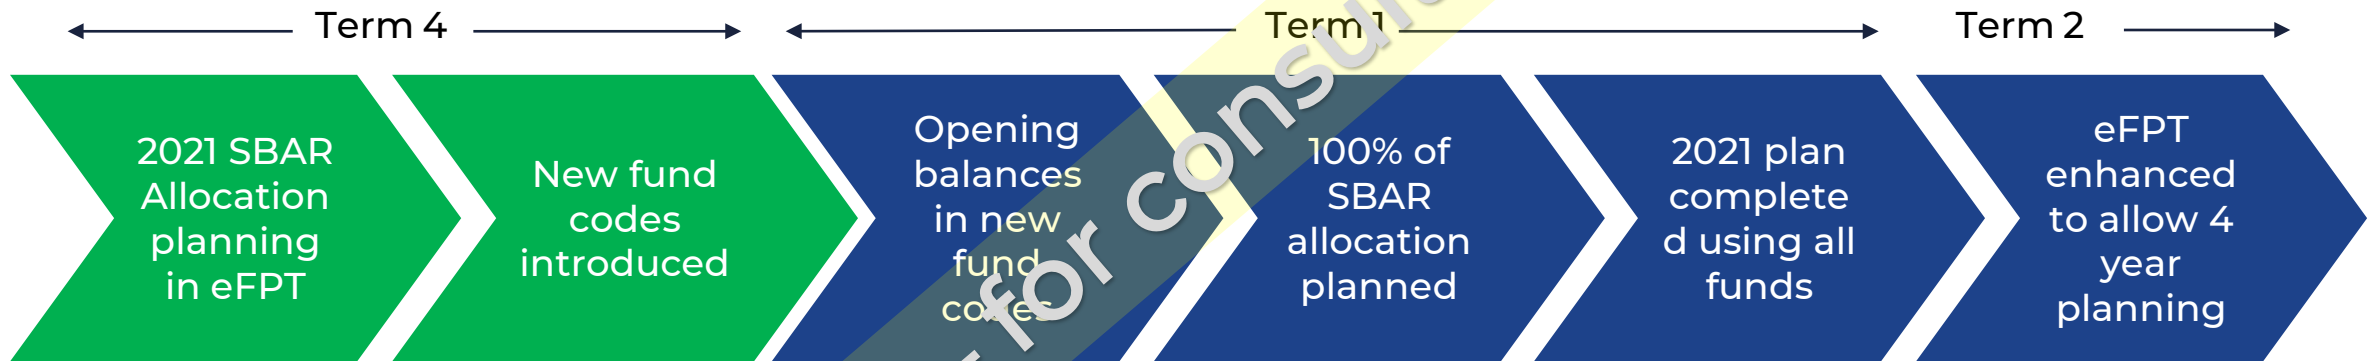 Term 4
Term 1
Term 2
2021 SBAR
Allocation
planning
in eFPT
New fund
codes
introduced
Opening
balances
in new
fund
codes
100% of
SBAR
allocation
planned
2021 plan
complete
d using all
funds
eFPT
enhanced
to allow 4
year
planning
for